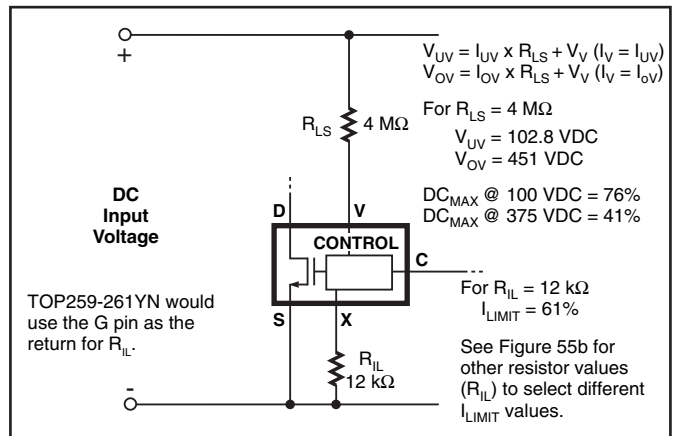 +
V_UV = I_UV x R_LS + V_V (I_V = I_UV)
V_OV = I_OV x R_LS + V_V (I_V = I_oV)
For R_LS = 4 MΩ
V_UV = 102.8 VDC
V_OV = 451 VDC
DC_MAX @ 100 VDC = 76%
DC_MAX @ 375 VDC = 41%
R_LS
4 MΩ
DC
Input
Voltage
D
V
CONTROL
C
S
X
For R_IL = 12 kΩ
I_LIMIT = 61%
See Figure 55b for
other resistor values
(R_IL) to select different
I_LIMIT values.
TOP259-261YN would
use the G pin as the
return for R_IL.
R_IL
12 kΩ
-